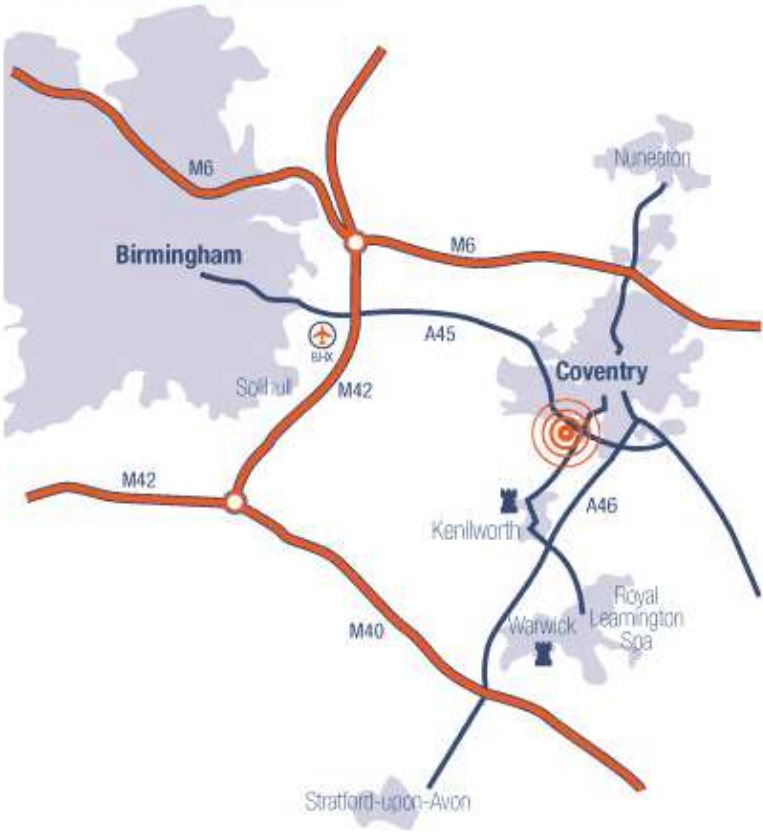 Nuneaton
M6
M6
Birmingham
A45
BHX
Coventry
Solihull
M42
M42
A46
Kenilworth
Royal
Leamington
Spa
Warwick
M40
Stratford-upon-Avon